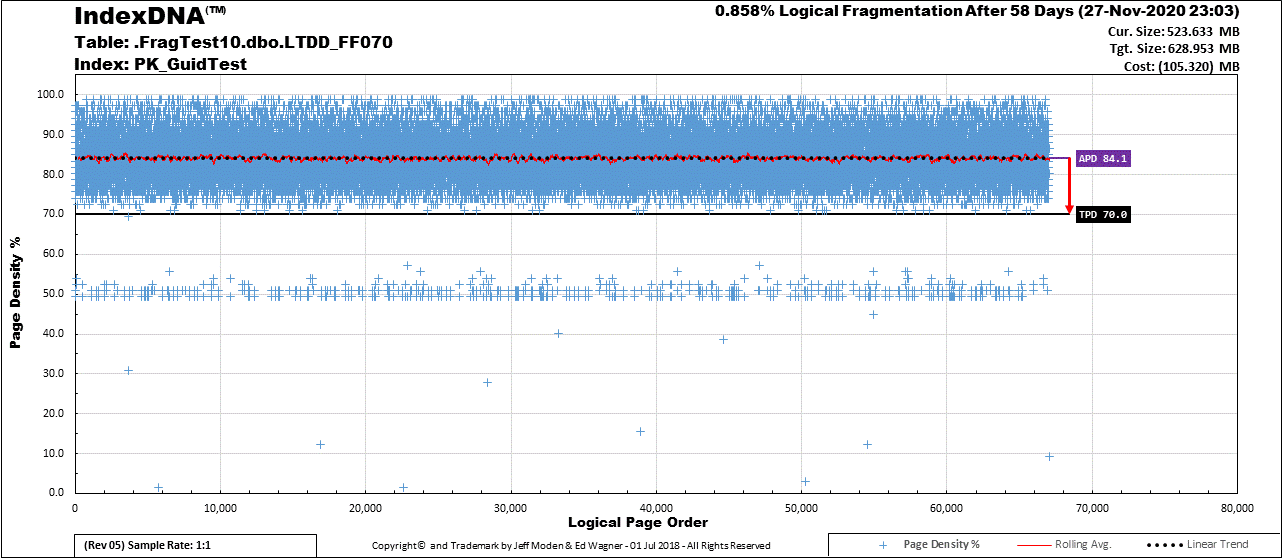 IndexDNA(TM)
0.858% Logical Fragmentation After 58 Days (27-Nov-2020 23:03)
Table: .FragTest10.dbo.LTDD_FF070
Index: PK_GuidTest
Cur. Size: 523.633 MB
Tgt. Size: 628.953 MB
Cost: (105.320) MB
Page Density %
100.0
90.0
80.0
70.0
60.0
50.0
40.0
30.0
20.0
10.0
0.0
APD 84.1
TPD 70.0
0
10,000
20,000
30,000
40,000
50,000
60,000
70,000
80,000
Logical Page Order
(Rev 05) Sample Rate: 1:1
Copyright© and Trademark by Jeff Moden & Ed Wagner - 01 Jul 2018 - All Rights Reserved
Page Density %
Rolling Avg.
Linear Trend